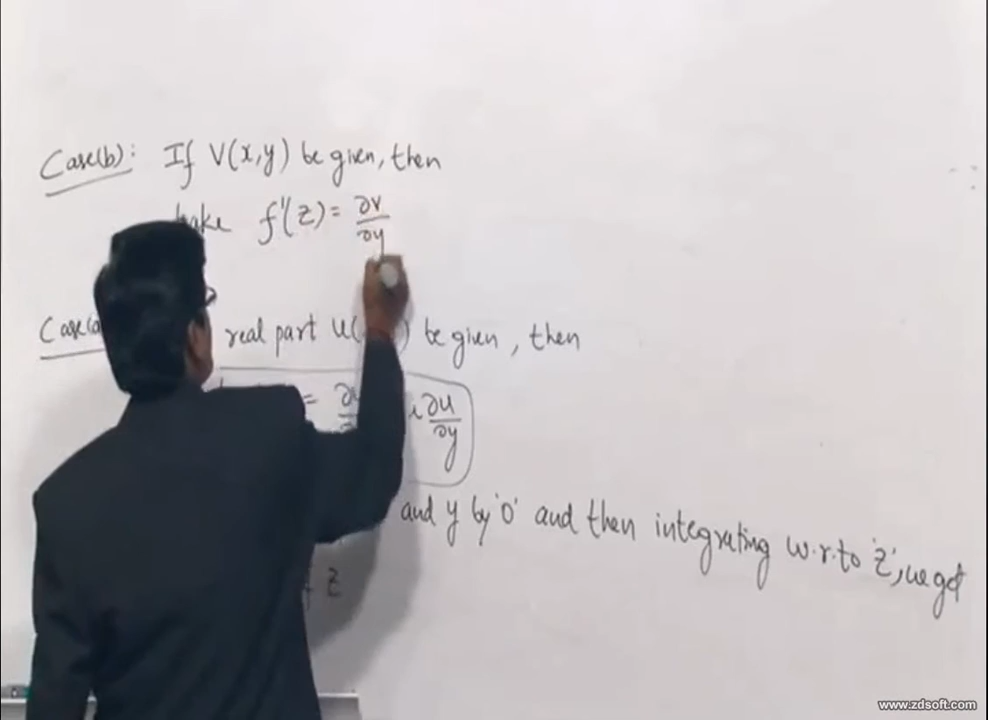 Case(b): If V(x,y) be given, then
take f'(z) = ∂v/∂y
Case(a real part u( ) be given, then
= i ∂u/∂y
and y by '0' and then integrating w.r.to 'z', we get
z
www.zdsoft.com